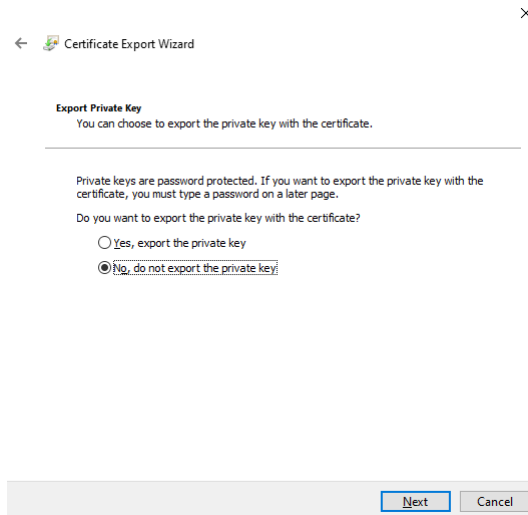 Certificate Export Wizard
Export Private Key
You can choose to export the private key with the certificate.
Private keys are password protected. If you want to export the private key with the
certificate, you must type a password on a later page.
Do you want to export the private key with the certificate?
Yes, export the private key
No, do not export the private key
Next
Cancel